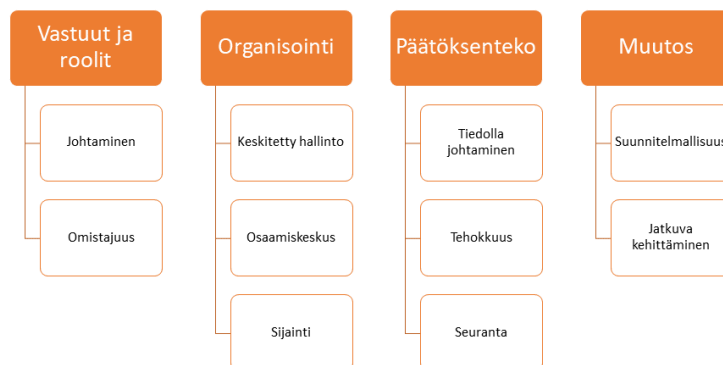 Vastuut ja
roolit
Johtaminen
Omistajuus
Organisointi
Keskitetty hallinto
Osaamiskeskus
Sijainti
Päätöksenteko
Tiedolla
johtaminen
Tehokkuus
Seuranta
Muutos
Suunnitelmallisuus
Jatkuva
kehittäminen